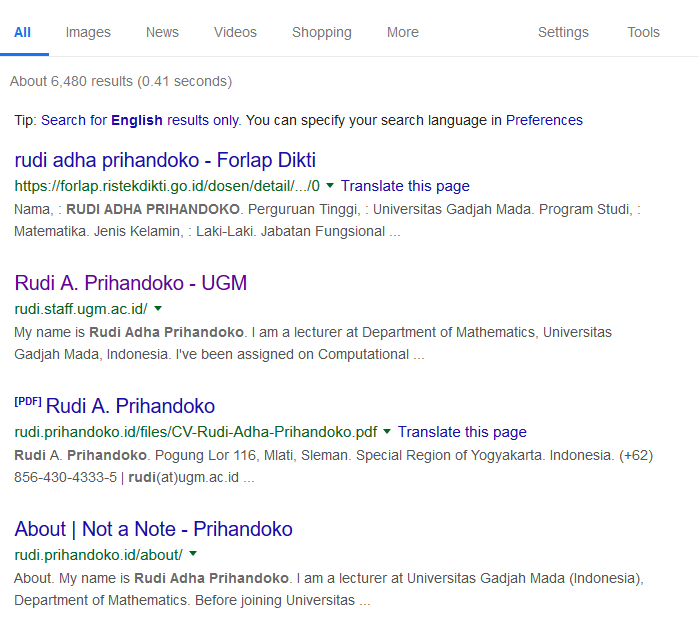 All Images News Videos Shopping More Settings Tools
About 6,480 results (0.41 seconds)
Tip: Search for English results only. You can specify your search language in Preferences
rudi adha prihandoko - Forlap Dikti
https://forlap.ristekdikti.go.id/dosen/detail/.../0 Translate this page
Nama, : RUDI ADHA PRIHANDOKO. Perguruan Tinggi, : Universitas Gadjah Mada. Program Studi, :
Matematika. Jenis Kelamin, : Laki-Laki. Jabatan Fungsional ...
Rudi A. Prihandoko - UGM
rudi.staff.ugm.ac.id/
My name is Rudi Adha Prihandoko. I am a lecturer at Department of Mathematics, Universitas
Gadjah Mada, Indonesia. I've been assigned on Computational ...
[PDF] Rudi A. Prihandoko
rudi.prihandoko.id/files/CV-Rudi-Adha-Prihandoko.pdf Translate this page
Rudi A. Prihandoko. Pogung Lor 116, Mlati, Sleman. Special Region of Yogyakarta. Indonesia. (+62)
856-430-4333-5 | rudi(at)ugm.ac.id ...
About | Not a Note - Prihandoko
rudi.prihandoko.id/about/
About. My name is Rudi Adha Prihandoko. I am a lecturer at Universitas Gadjah Mada (Indonesia),
Department of Mathematics. Before joining Universitas ...